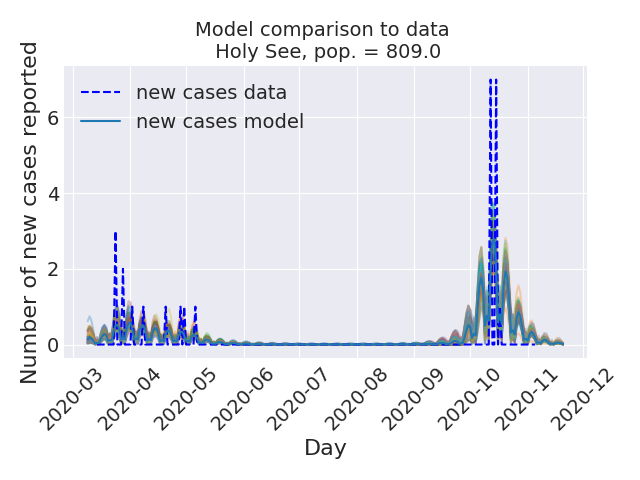 Model comparison to data
Holy See, pop. = 809.0
Number of new cases reported
6
4
2
0
new cases data
new cases model
2020-03
2020-04
2020-05
2020-06
2020-07
2020-08
2020-09
2020-10
2020-11
2020-12
Day